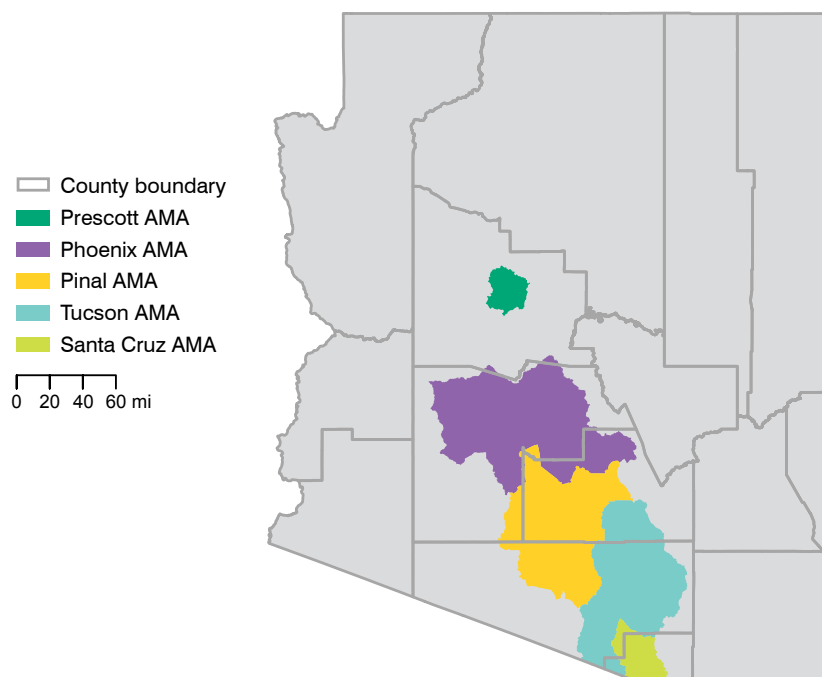 County boundary
Prescott AMA
Phoenix AMA
Pinal AMA
Tucson AMA
Santa Cruz AMA
0 20 40 60 mi